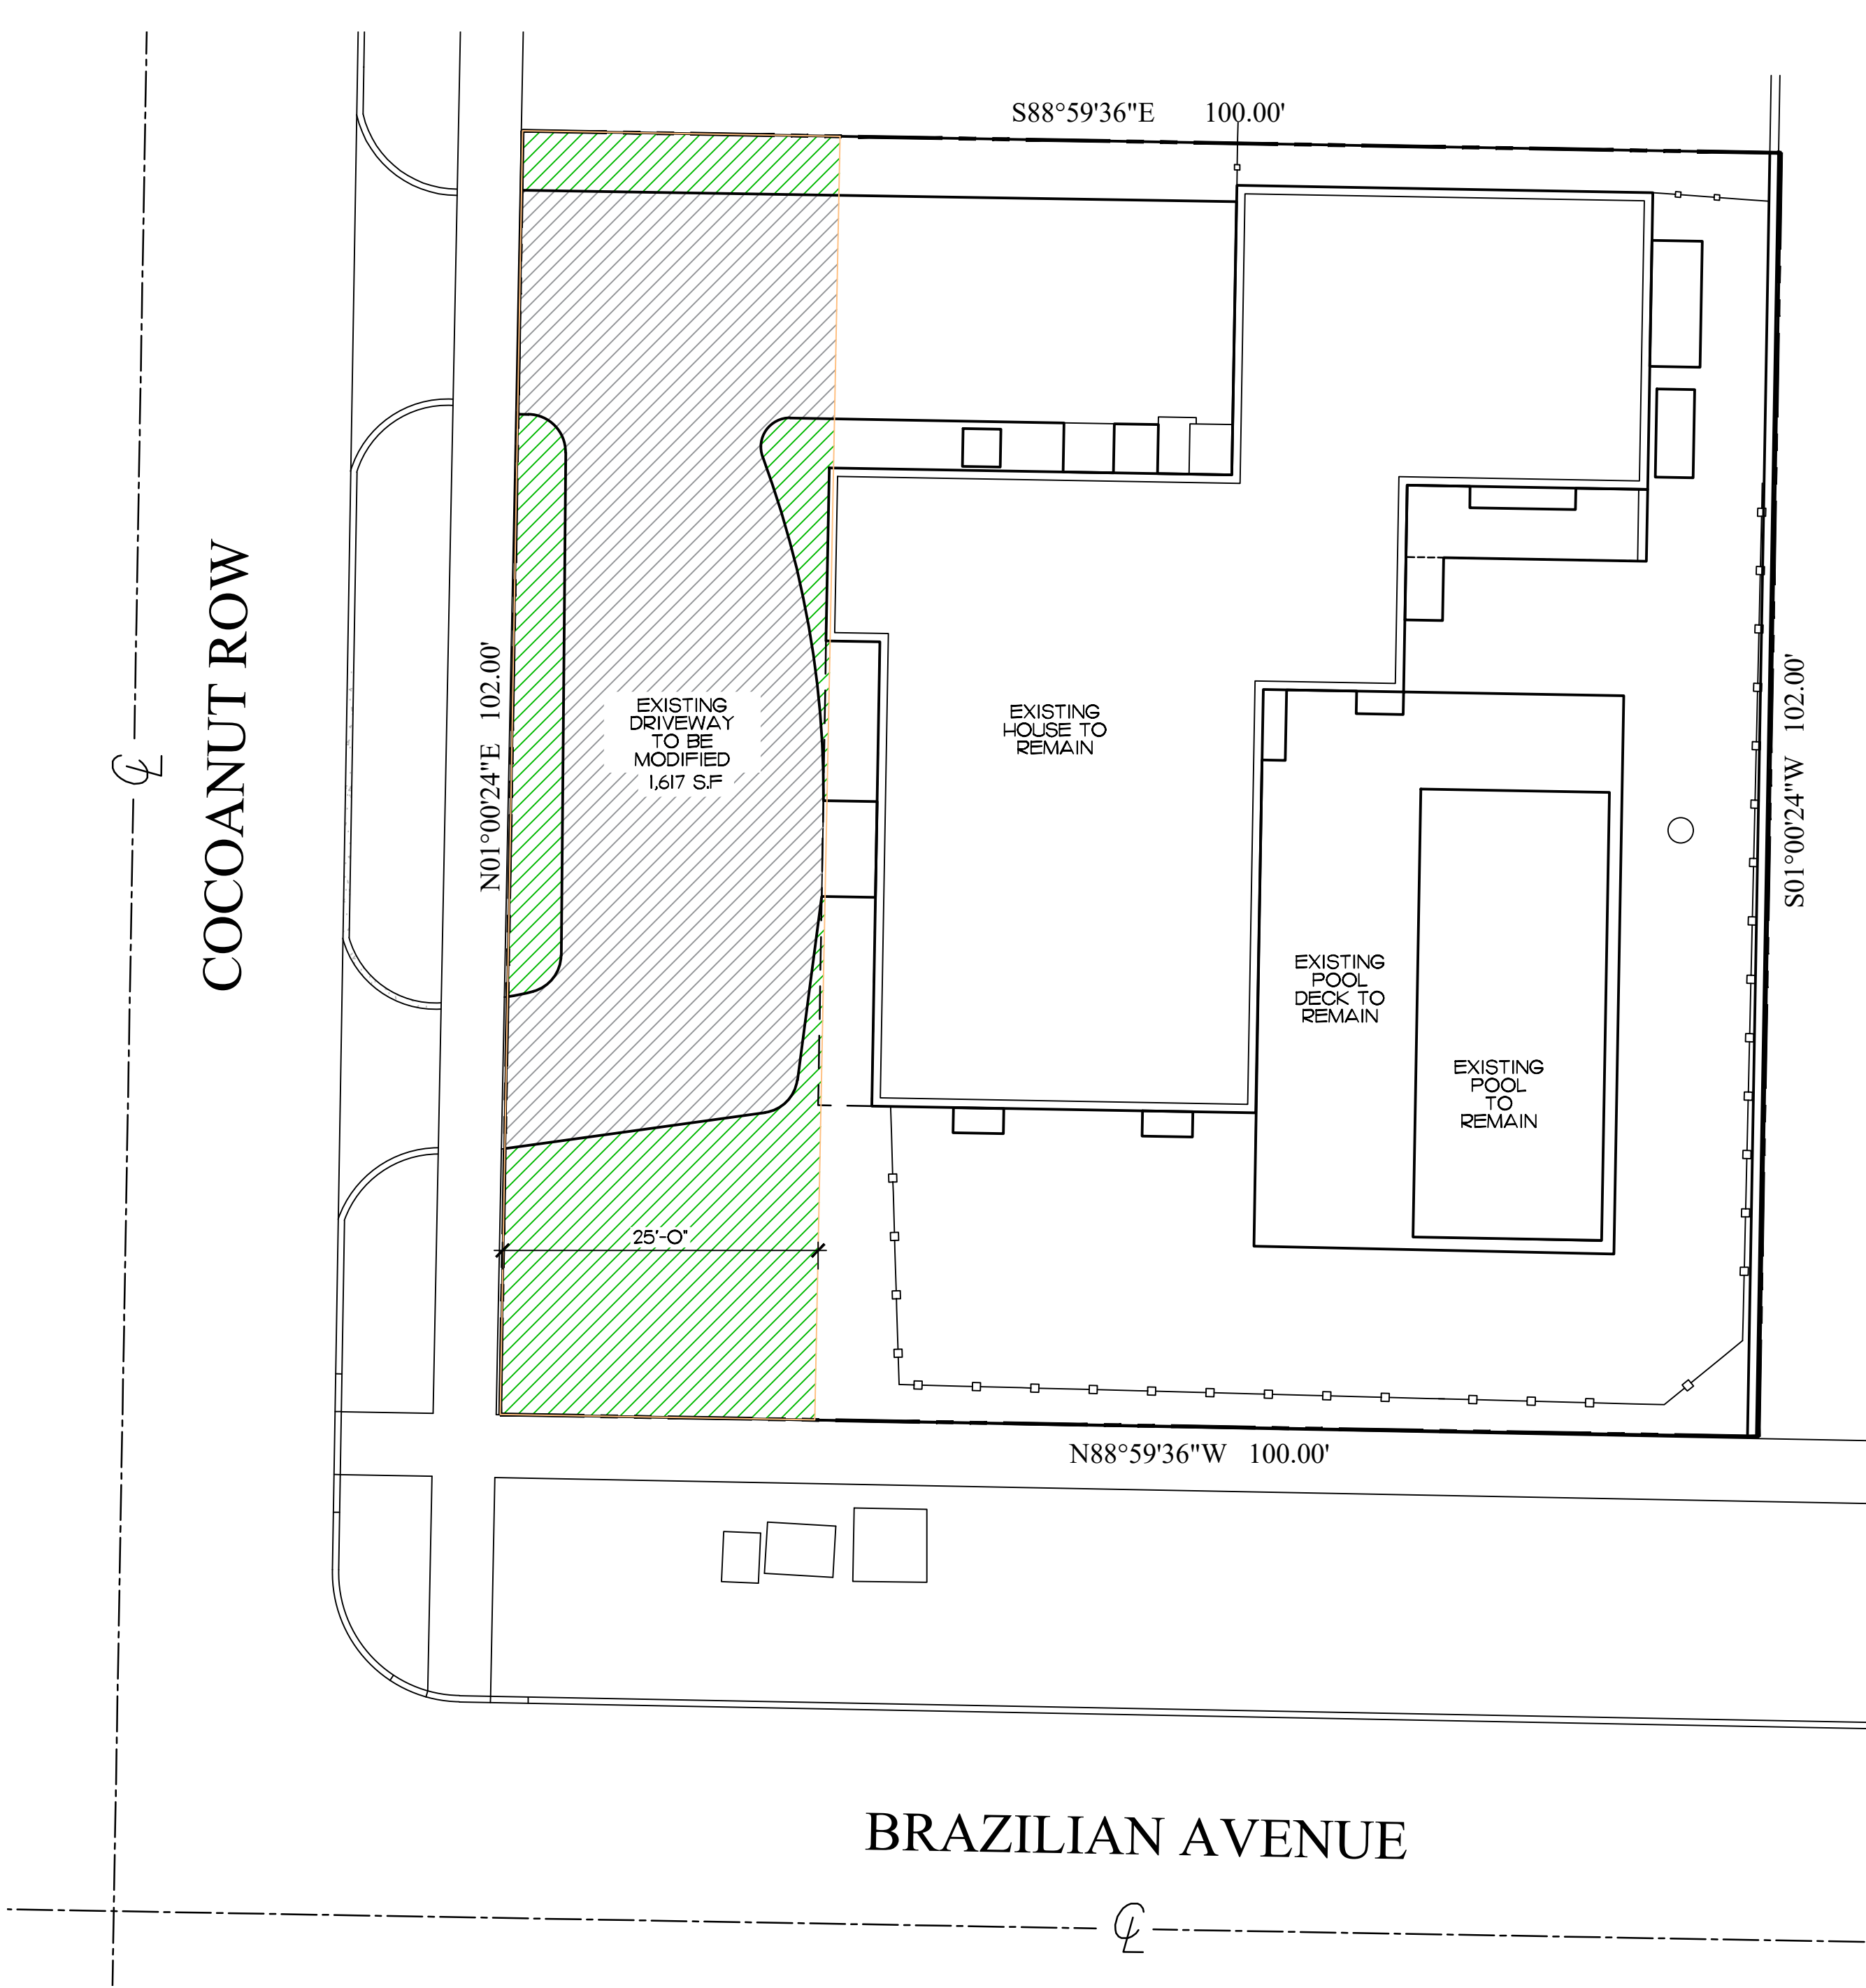 S88°59'36"E 100.00'
COCOANUT ROW
N01°00'24"E 102.00'
EXISTING
DRIVEWAY
TO BE
MODIFIED
1,617 S.F
EXISTING
HOUSE TO
REMAIN
S01°00'24"W 102.00'
EXISTING
POOL
DECK TO
REMAIN
EXISTING
POOL
TO
REMAIN
25'-0"
N88°59'36"W 100.00'
BRAZILIAN AVENUE
℄
℄